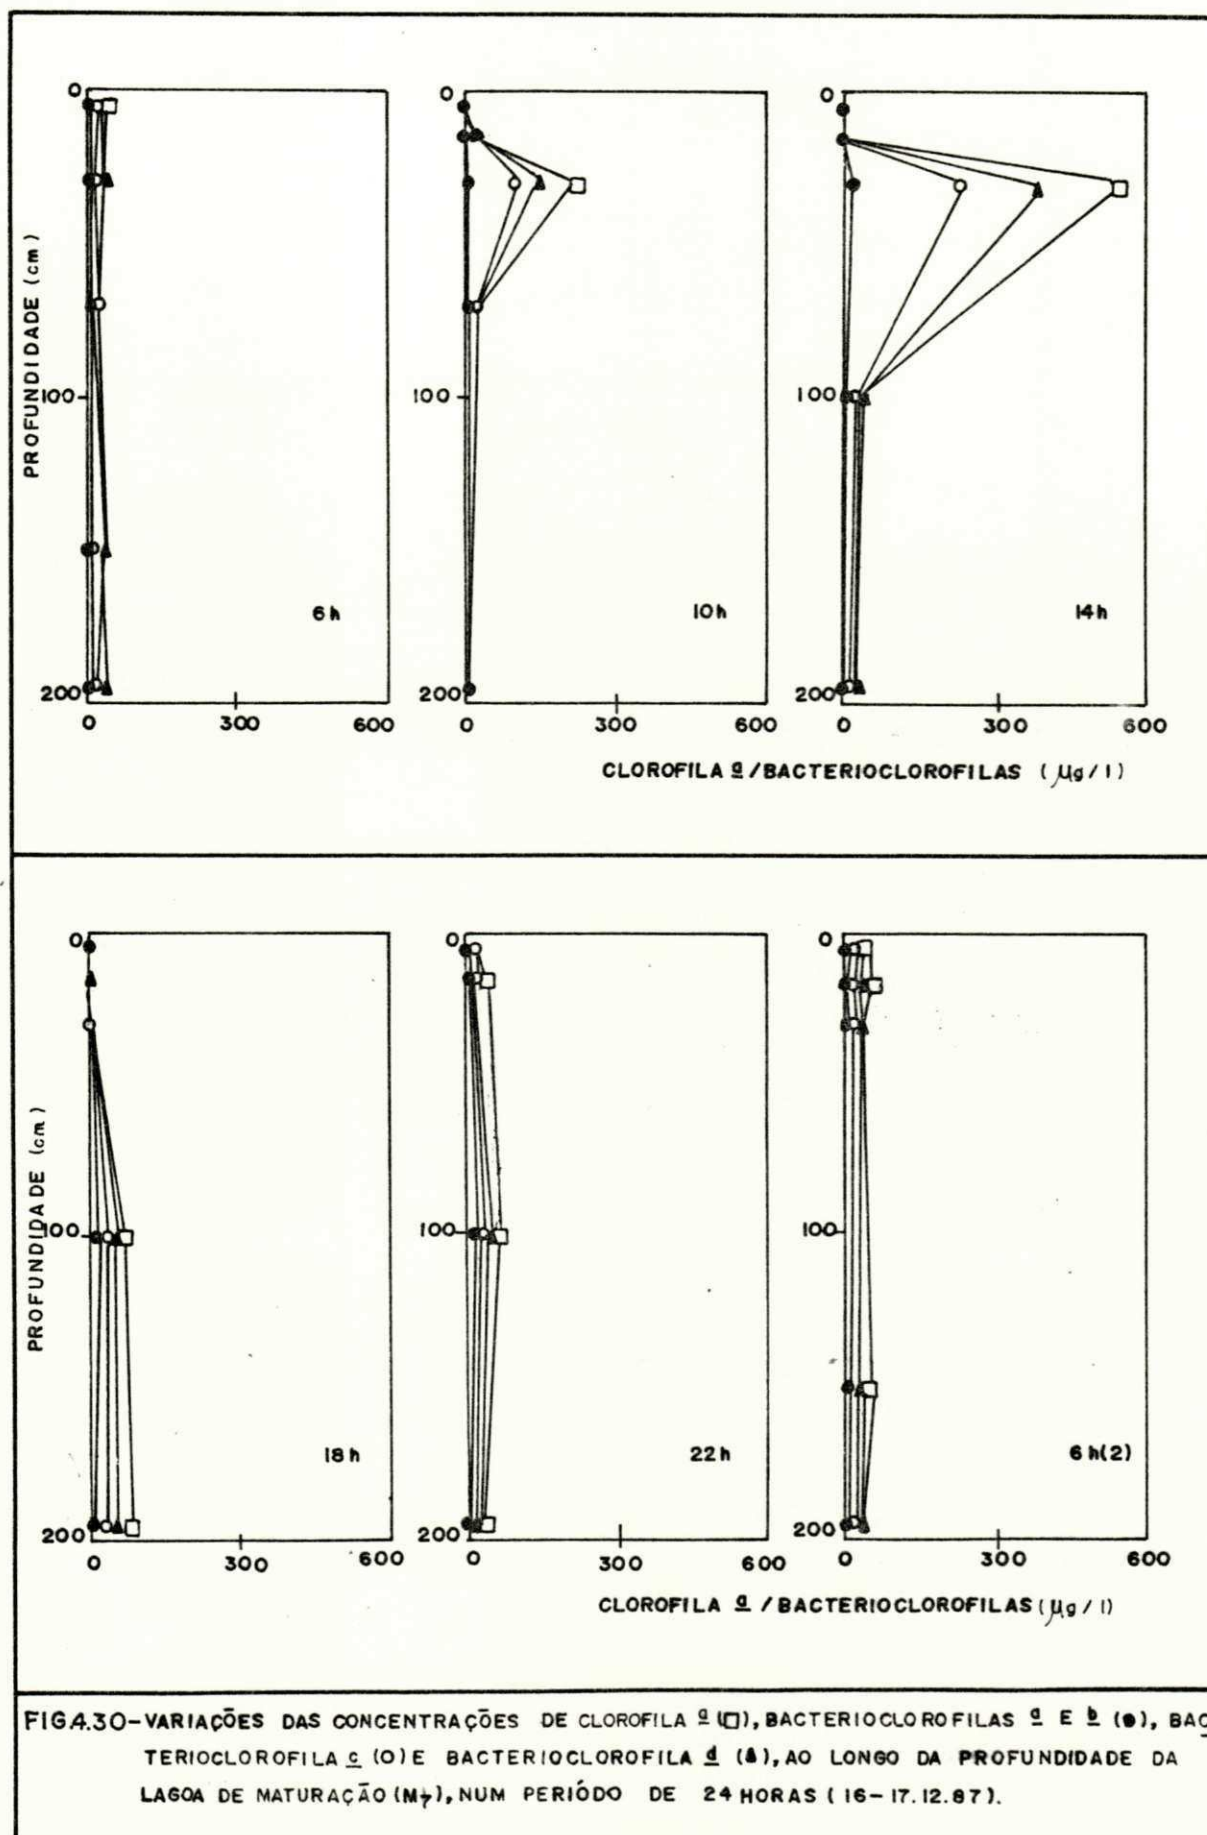 0
0
0
PROFUNDIDADE (cm)
100
100
100
6h
10h
14h
200
200
200
0
300
600
0
300
600
0
300
600
CLOROFILA a/BACTERIOCLOROFILAS (μg/l)
0
0
0
PROFUNDIDADE (cm)
100
100
100
18h
22h
6h(2)
200
200
200
0
300
600
0
300
600
0
300
600
CLOROFILA a/BACTERIOCLOROFILAS (μg/l)
FIG.4.30-VARIAÇÕES DAS CONCENTRAÇÕES DE CLOROFILA a (□), BACTERIOCLOROFILAS a E b (●), BAC
TERIOCLOROFILA c (O) E BACTERIOCLOROFILA d (▲), AO LONGO DA PROFUNDIDADE DA
LAGOA DE MATURAÇÃO (M7), NUM PERIÓDO DE 24 HORAS (16-17.12.87).